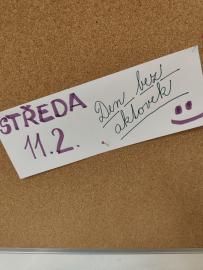 STŘEDA
11.2.
Den bez
aktovek